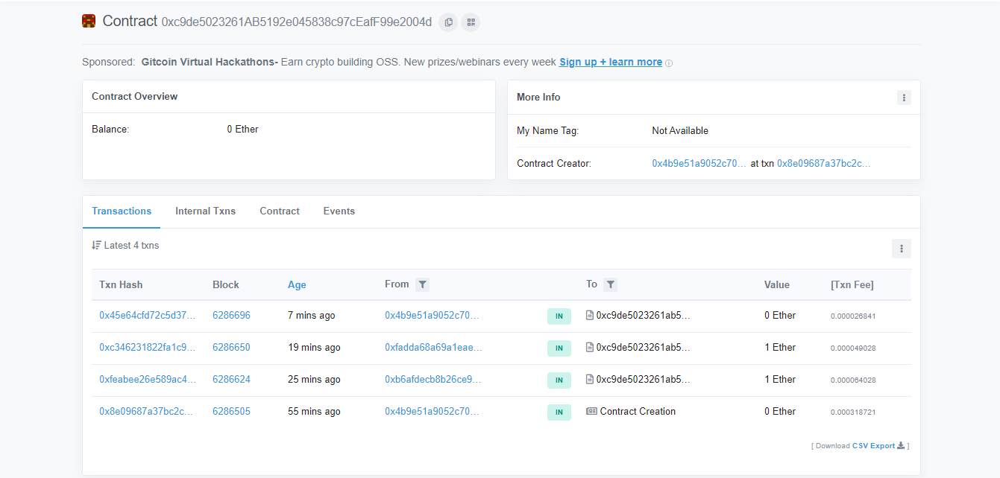 Contract 0xc9de5023261AB5192e045838c97cEafF99e2004d
Sponsored: Gitcoin Virtual Hackathons- Earn crypto building OSS. New prizes/webinars every week Sign up + learn more
Contract Overview
Balance: 0 Ether
More Info
My Name Tag: Not Available
Contract Creator: 0x4b9e51a9052c70... at txn 0x8e09687a37bc2c...
Transactions Internal Txns Contract Events
Latest 4 txns
Txn Hash Block Age From To Value [Txn Fee]
0x45e64cfd72c5d37... 6286696 7 mins ago 0x4b9e51a9052c70... IN 0xc9de5023261ab5... 0 Ether 0.000026841
0xc346231822fa1c9... 6286650 19 mins ago 0xfadda68a69a1eae... IN 0xc9de5023261ab5... 1 Ether 0.000049028
0xfeabee26e589ac4... 6286624 25 mins ago 0xb6afdecb8b26ce9... IN 0xc9de5023261ab5... 1 Ether 0.000064028
0x8e09687a37bc2c... 6286505 55 mins ago 0x4b9e51a9052c70... IN Contract Creation 0 Ether 0.000318721
[ Download CSV Export ]